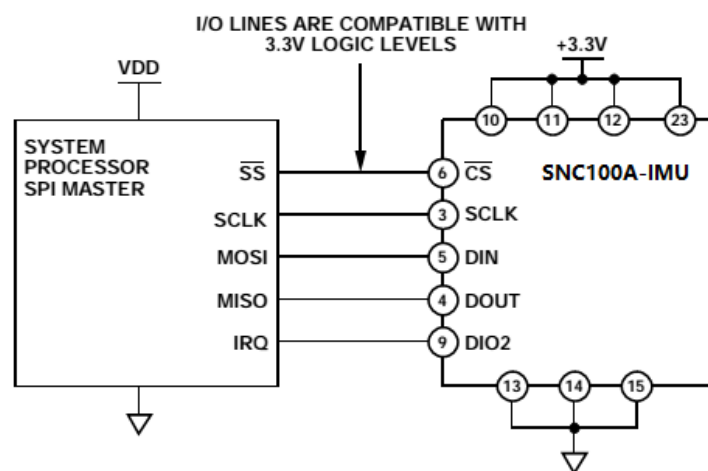 I/O LINES ARE COMPATIBLE WITH
3.3V LOGIC LEVELS
VDD
+3.3V
10
11
12
23
SYSTEM
PROCESSOR
SPI MASTER
SNC100A-IMU
SS
6
CS
SCLK
3
SCLK
MOSI
5
DIN
MISO
4
DOUT
IRQ
9
DIO2
13
14
15